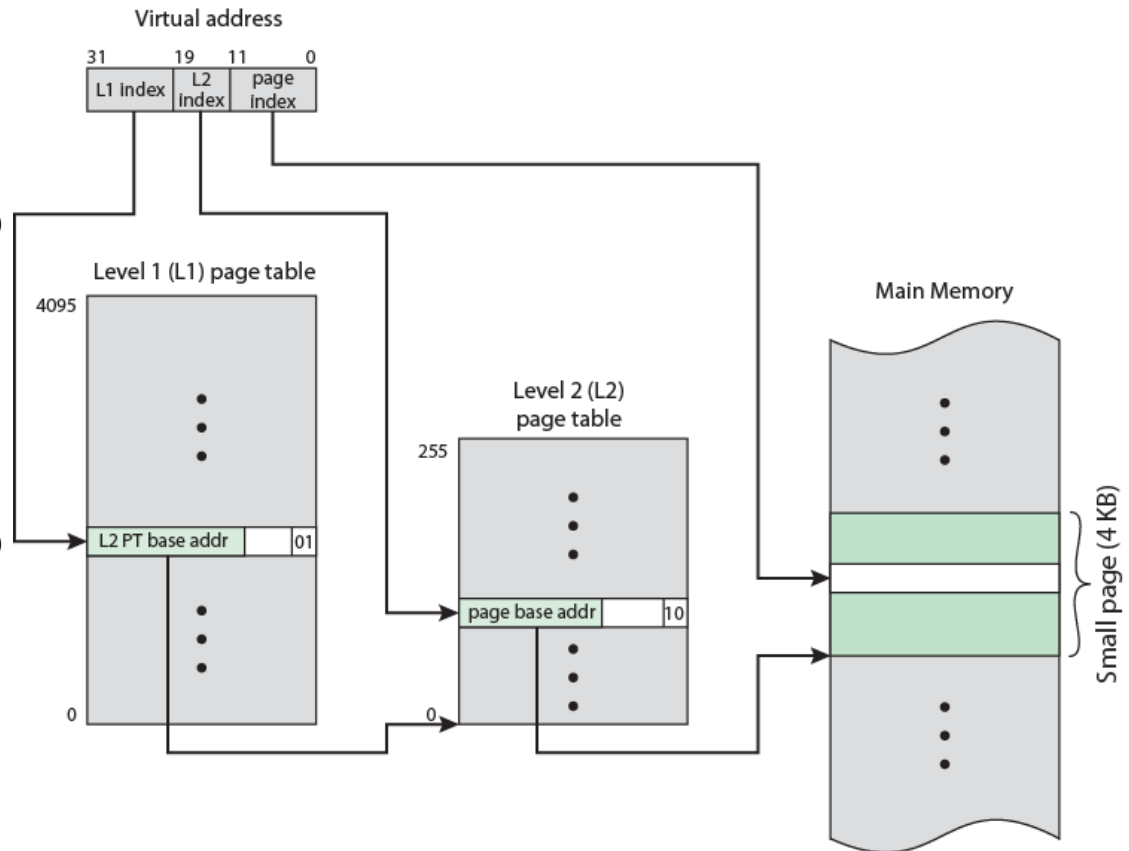 Virtual address
31 19 11 0
L1 index
L2
index
page
index
Level 1 (L1) page table
4095
L2 PT base addr
01
0
Level 2 (L2)
page table
255
page base addr
10
0
Main Memory
Small page (4 KB)
)
)